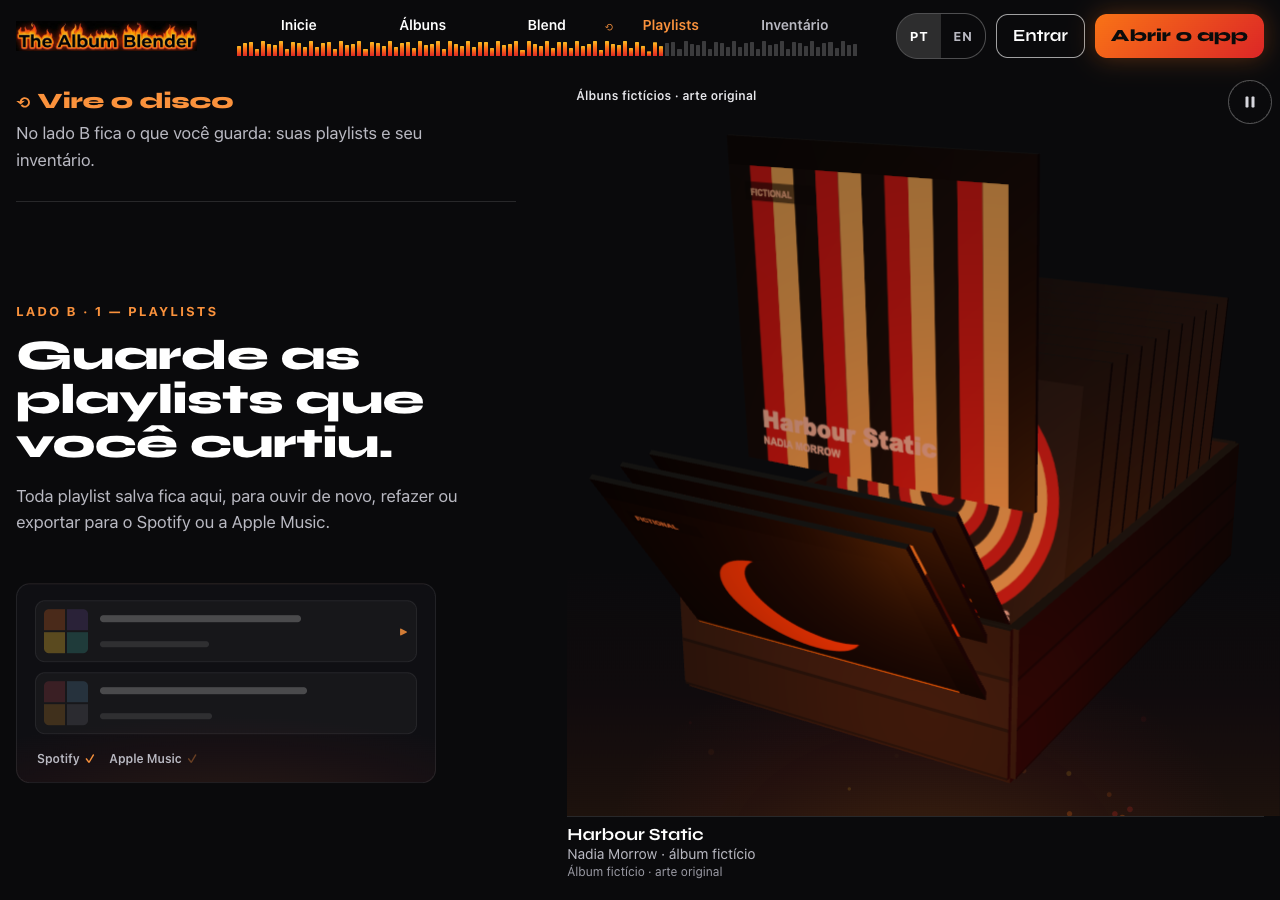 The Album Blender
Inicie
Álbuns
Blend
Playlists
Inventário
PT
EN
Entrar
Abrir o app
Vire o disco
No lado B fica o que você guarda: suas playlists e seu
inventário.
Álbuns fictícios · arte original
FICTIONAL
Harbour Static
NADIA MORROW
FICTIONAL
LADO B · 1 — PLAYLISTS
Guarde as
playlists que
você curtiu.
Toda playlist salva fica aqui, para ouvir de novo, refazer ou
exportar para o Spotify ou a Apple Music.
Spotify ✓ Apple Music ✓
Harbour Static
Nadia Morrow · álbum fictício
Álbum fictício · arte original